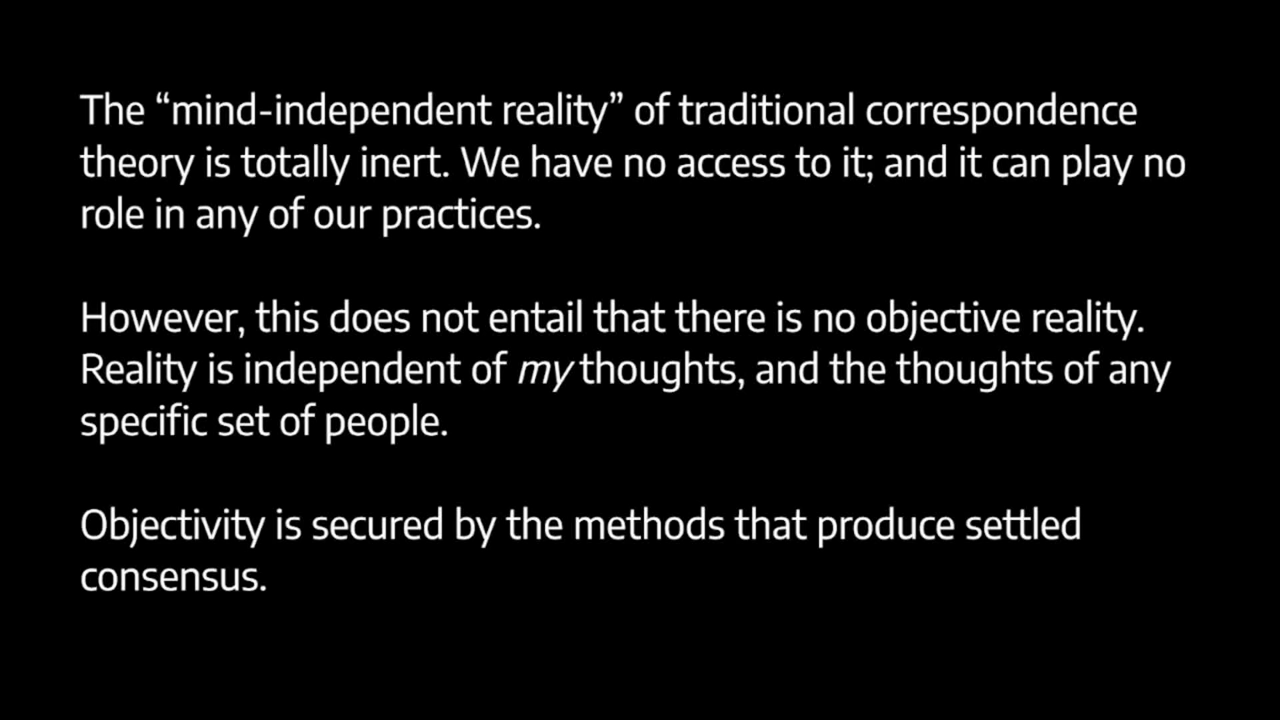 The “mind-independent reality” of traditional correspondence
theory is totally inert. We have no access to it; and it can play no
role in any of our practices.
However, this does not entail that there is no objective reality.
Reality is independent of my thoughts, and the thoughts of any
specific set of people.
Objectivity is secured by the methods that produce settled
consensus.